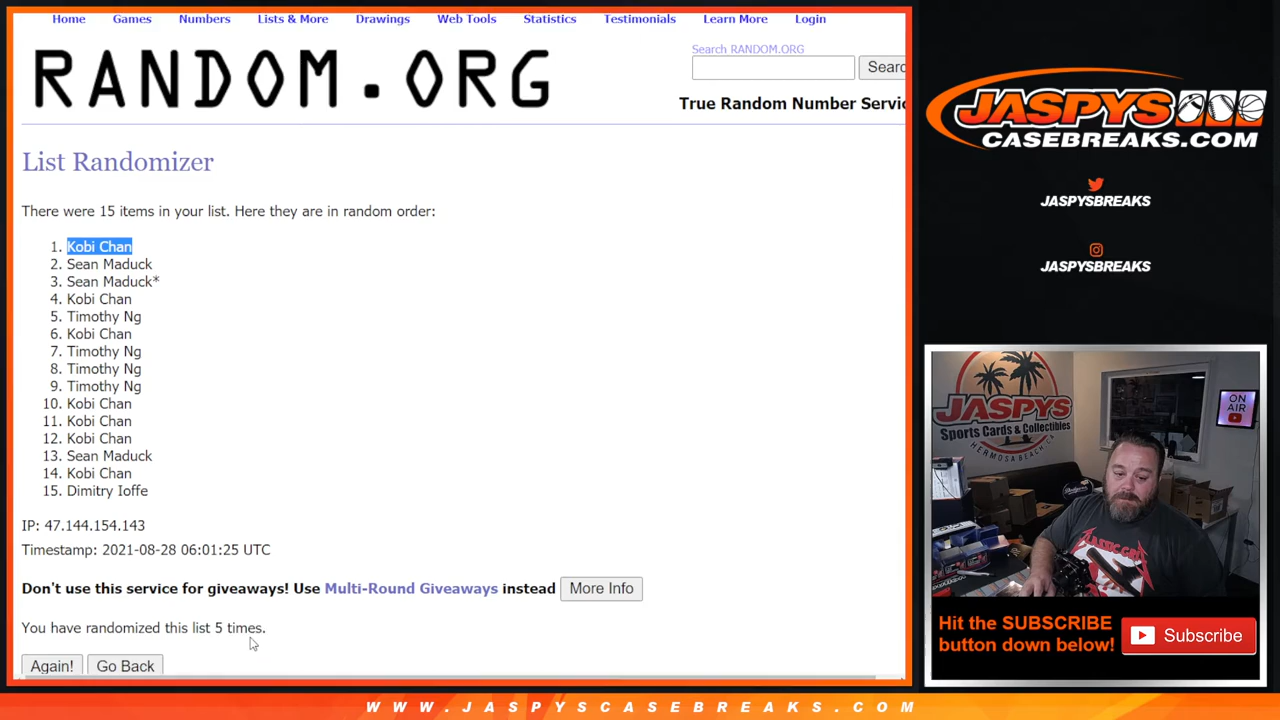 Home Games Numbers Lists & More Drawings Web Tools Statistics Testimonials Learn More Login
RANDOM.ORG
Search RANDOM.ORG
Searc
True Random Number Servic
List Randomizer
There were 15 items in your list. Here they are in random order:
1. Kobi Chan
2. Sean Maduck
3. Sean Maduck*
4. Kobi Chan
5. Timothy Ng
6. Kobi Chan
7. Timothy Ng
8. Timothy Ng
9. Timothy Ng
10. Kobi Chan
11. Kobi Chan
12. Kobi Chan
13. Sean Maduck
14. Kobi Chan
15. Dimitry Ioffe
IP: 47.144.154.143
Timestamp: 2021-08-28 06:01:25 UTC
Don't use this service for giveaways! Use Multi-Round Giveaways instead More Info
You have randomized this list 5 times.
Again! Go Back
JASPYS
CASEBREAKS.COM
JASPYSBREAKS
JASPYSBREAKS
JASPYS
Sports Cards & Collectibles
HERMOSA BEACH, CA
ON
AIR
Dodgers
Hit the SUBSCRIBE
button down below!
Subscribe
WWW.JASPYSCASEBREAKS.COM